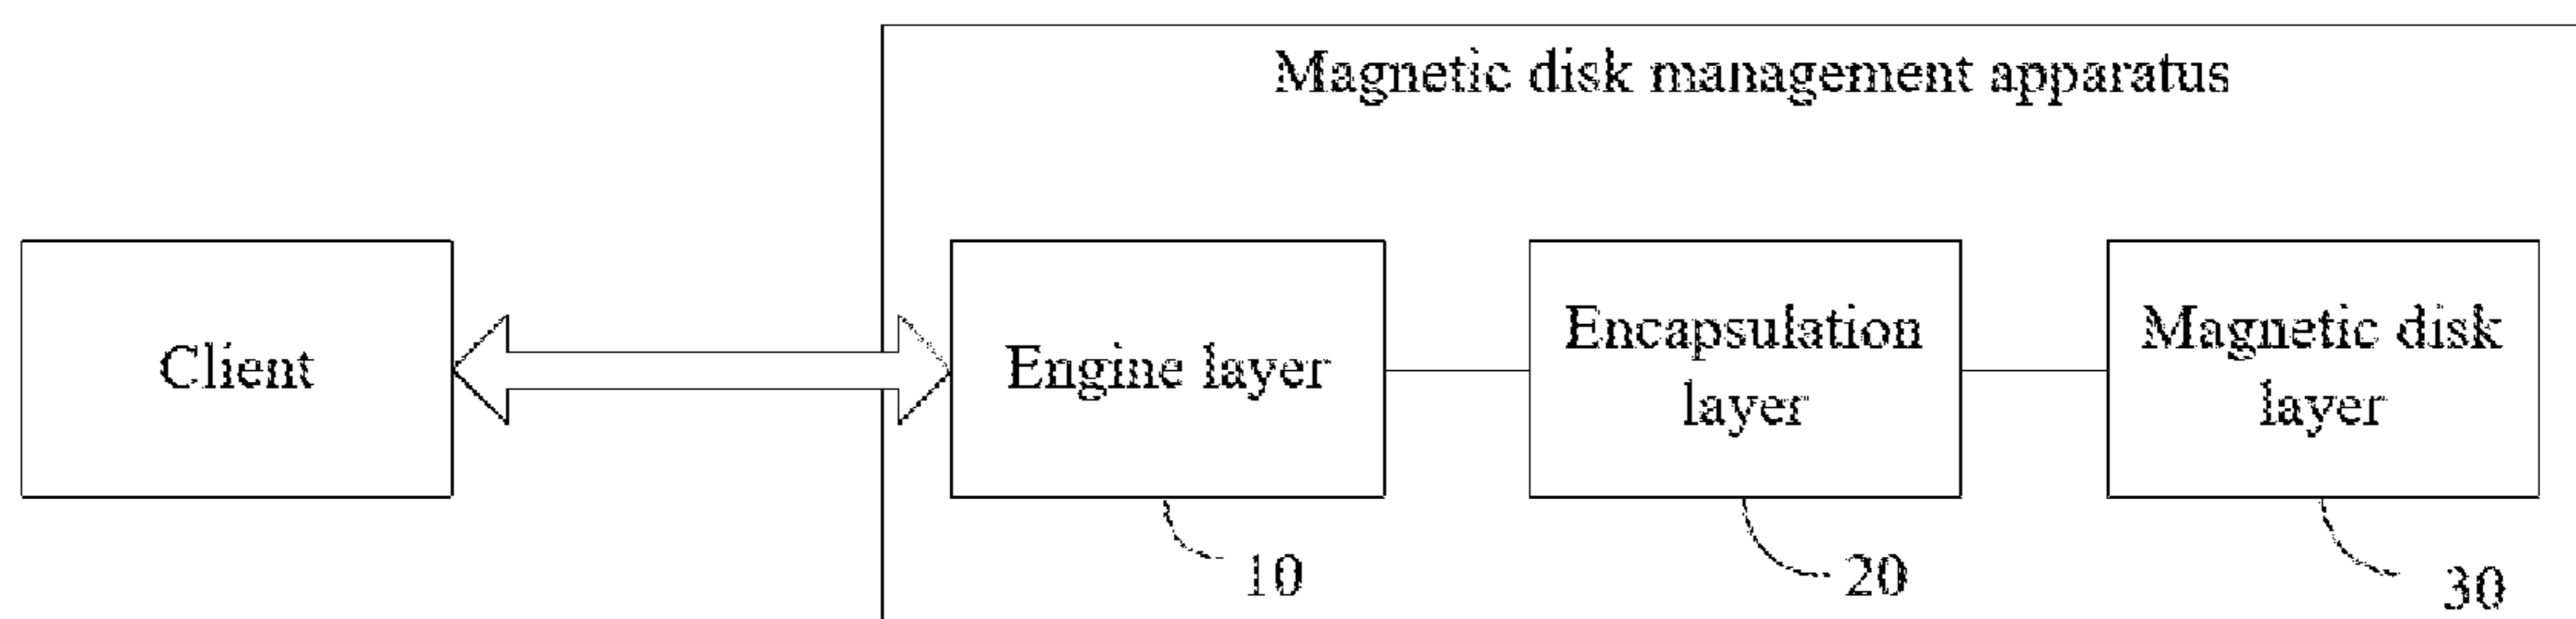 Magnetic disk management apparatus
Client
Engine layer
Encapsulation
layer
Magnetic disk
layer
10
20
30